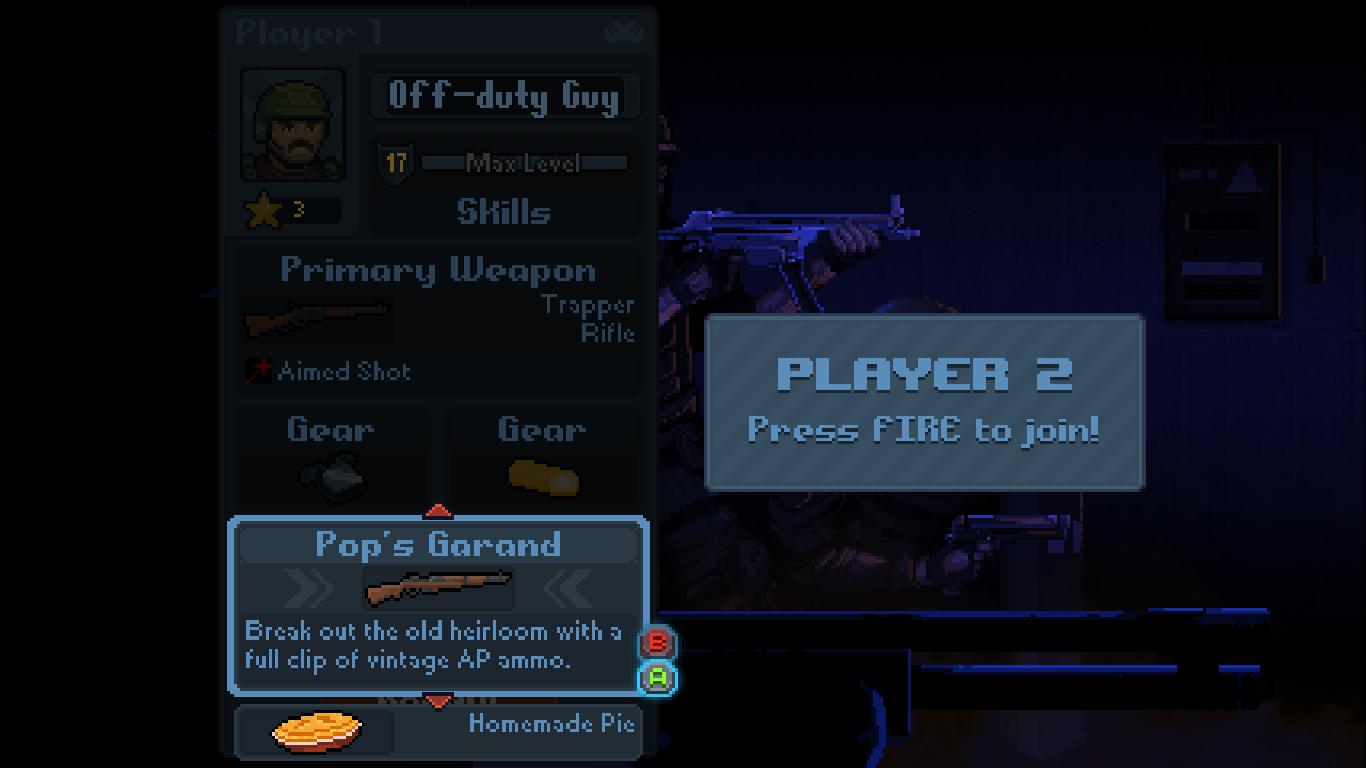 Player 1
Off-duty Guy
17
Max Level
3
Skills
Primary Weapon
Trapper
Rifle
Aimed Shot
Gear
Gear
Pop's Garand
Break out the old heirloom with a
full clip of vintage AP ammo.
B
A
Homemade Pie
PLAYER 2
Press FIRE to join!